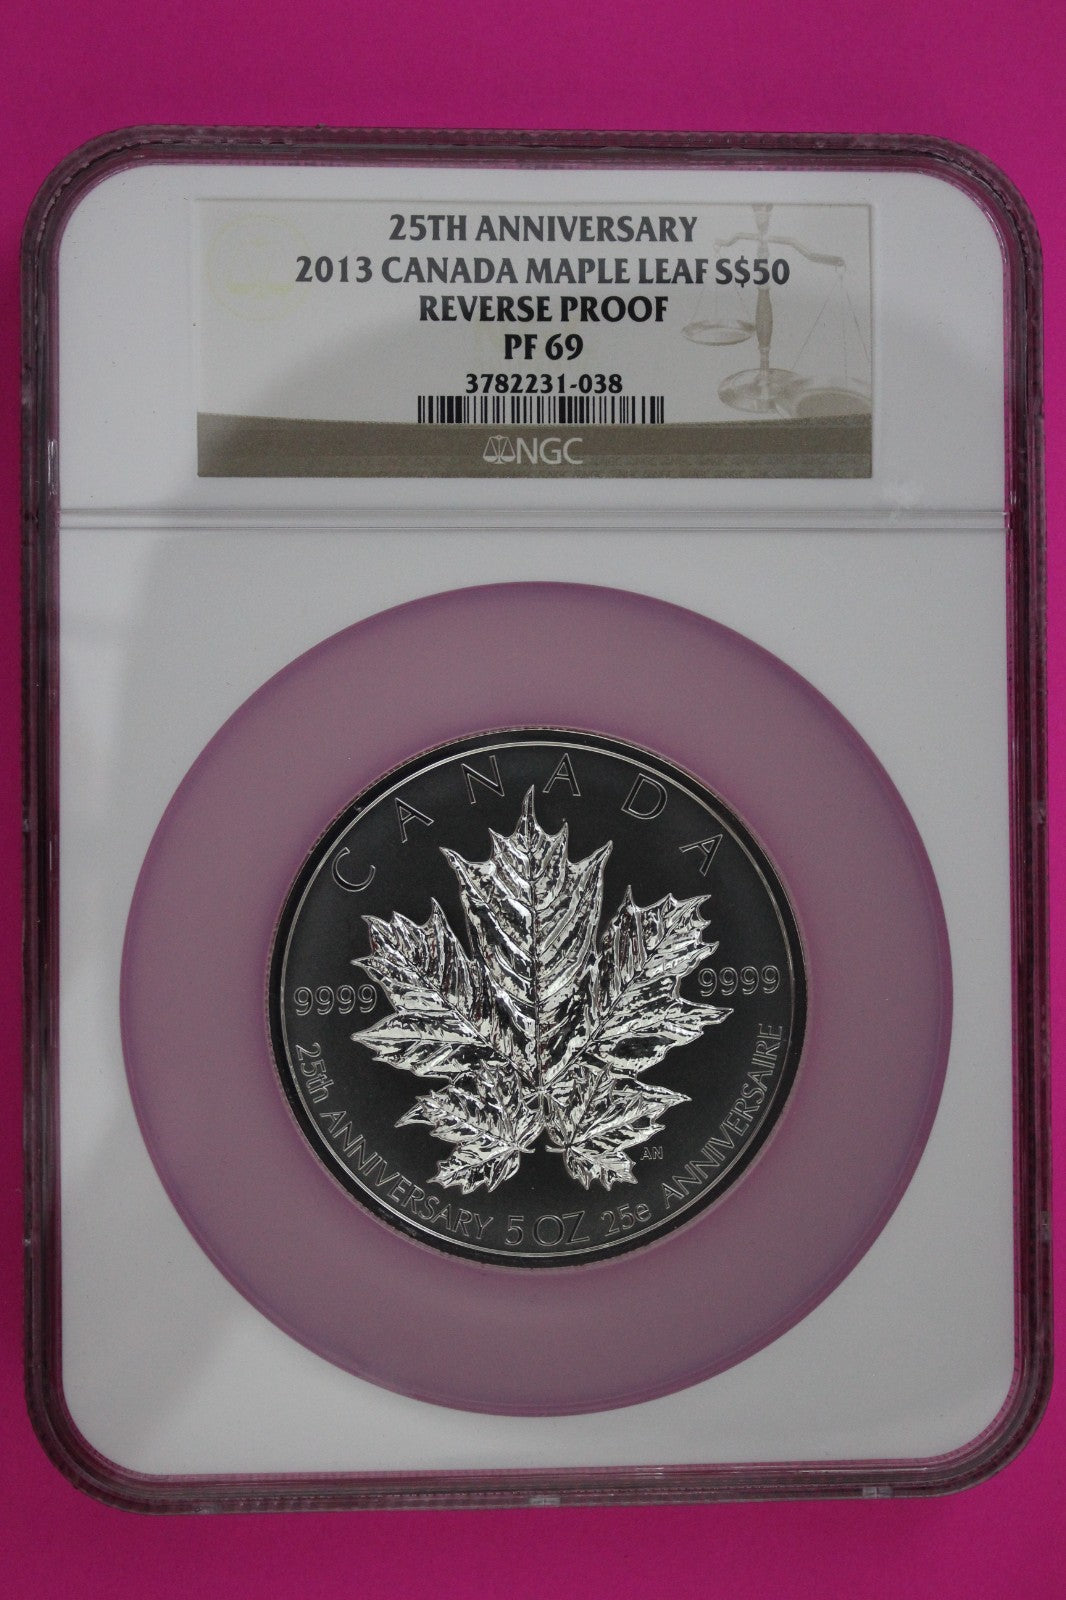 25TH ANNIVERSARY
2013 CANADA MAPLE LEAF S$50
REVERSE PROOF
PF 69
3782231-038
NGC
CANADA
9999 9999
25th ANNIVERSARY 5 OZ 25e ANNIVERSAIRE
AN